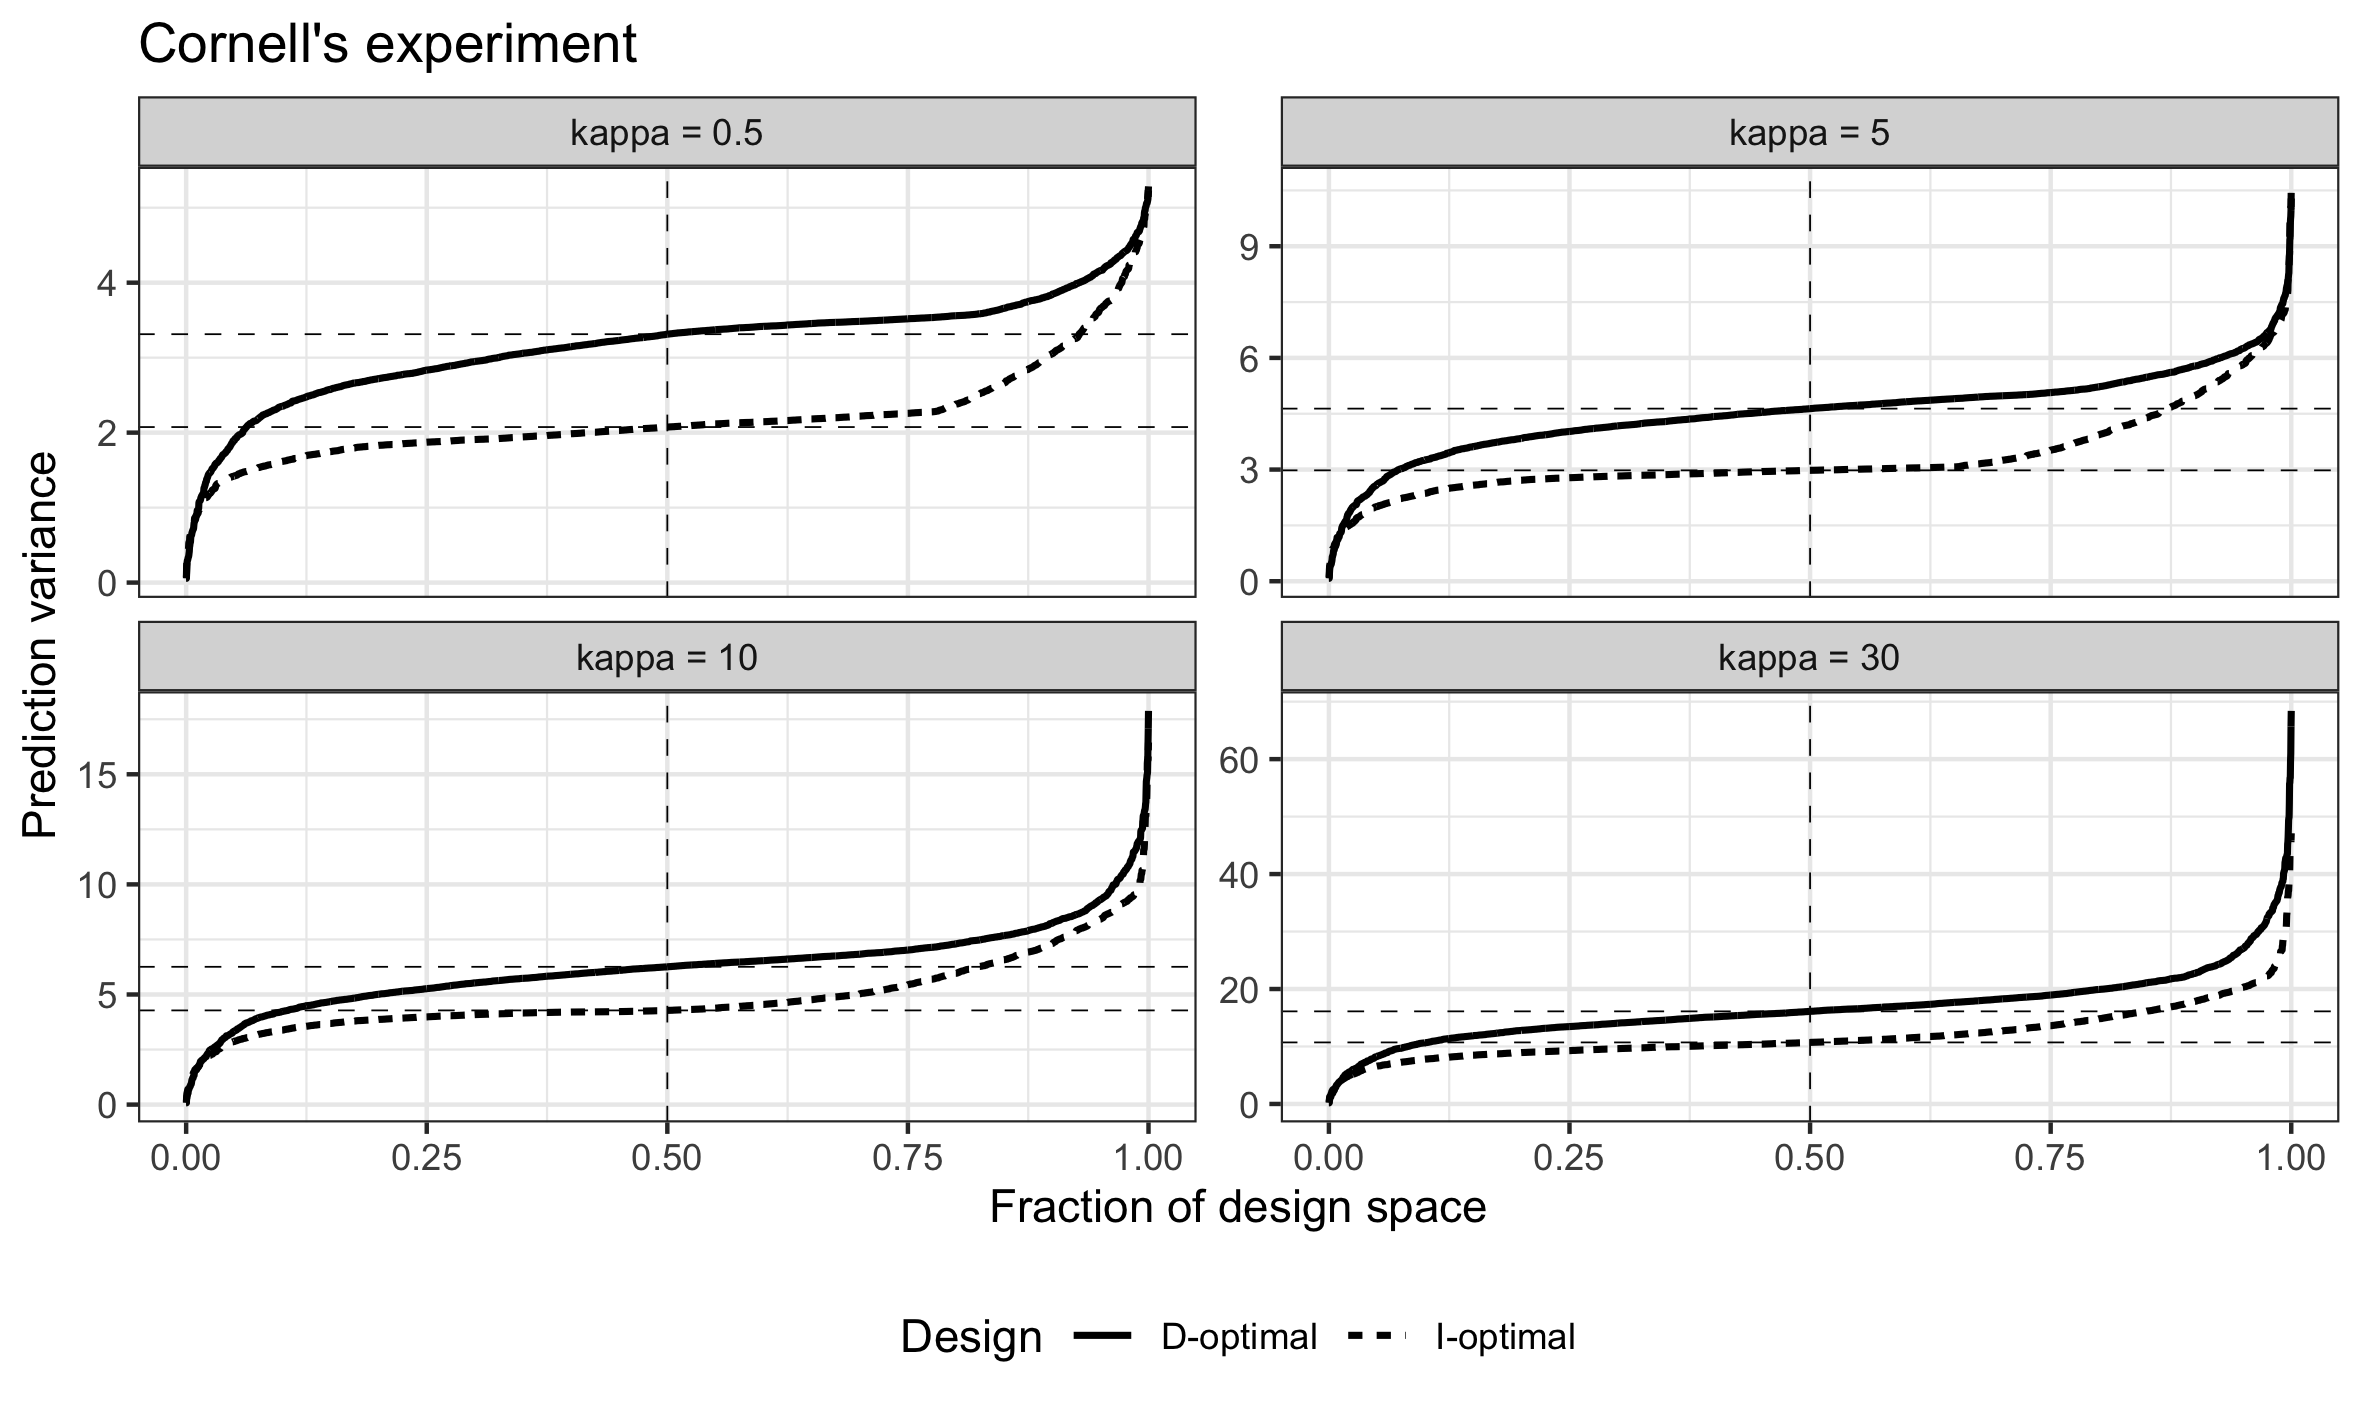 Cornell's experiment
kappa = 0.5
kappa = 5
4
2
0
9
6
3
0
Prediction variance
kappa = 10
kappa = 30
15
10
5
0
60
40
20
0
0.00 0.25 0.50 0.75 1.00
0.00 0.25 0.50 0.75 1.00
Fraction of design space
Design D-optimal I-optimal